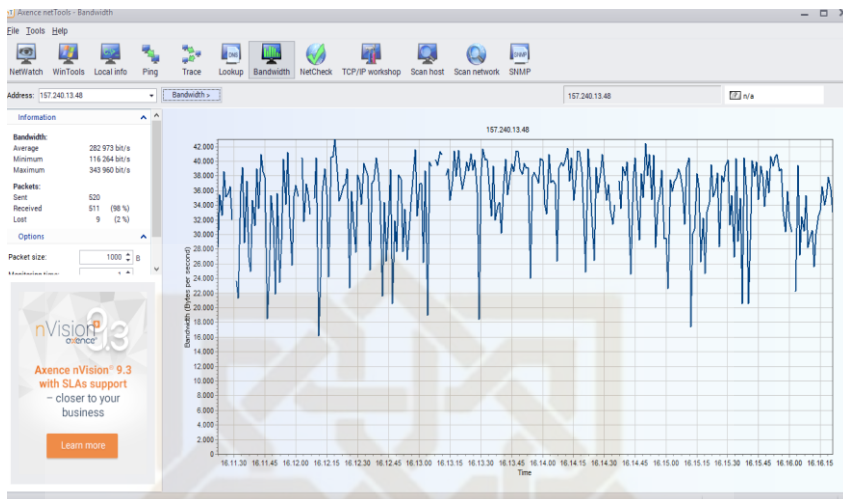 Axence netTools - Bandwidth
File Tools Help
NetWatch WinTools Local info Ping Trace Lookup Bandwidth NetCheck TCP/IP workshop Scan host Scan network SNMP
Address: 157.240.13.48 Bandwidth > 157.240.13.48 n/a
Information
Bandwidth:
Average 282 973 bit/s
Minimum 116 264 bit/s
Maximum 343 960 bit/s
Packets:
Sent 520
Received 511 (98 %)
Lost 9 (2 %)
Options
Packet size: 1000 B
nVision 9.3
axence
Axence nVision® 9.3
with SLAs support
– closer to your
business
Learn more
157.240.13.48
42.000
40.000
38.000
36.000
34.000
32.000
30.000
28.000
26.000
24.000
22.000
20.000
18.000
16.000
14.000
12.000
10.000
8.000
6.000
4.000
2.000
0
Bandwidth (Bytes per second)
16.11.30 16.11.45 16.12.00 16.12.15 16.12.30 16.12.45 16.13.00 16.13.15 16.13.30 16.13.45 16.14.00 16.14.15 16.14.30 16.14.45 16.15.00 16.15.15 16.15.30 16.15.45 16.16.00 16.16.15
Time